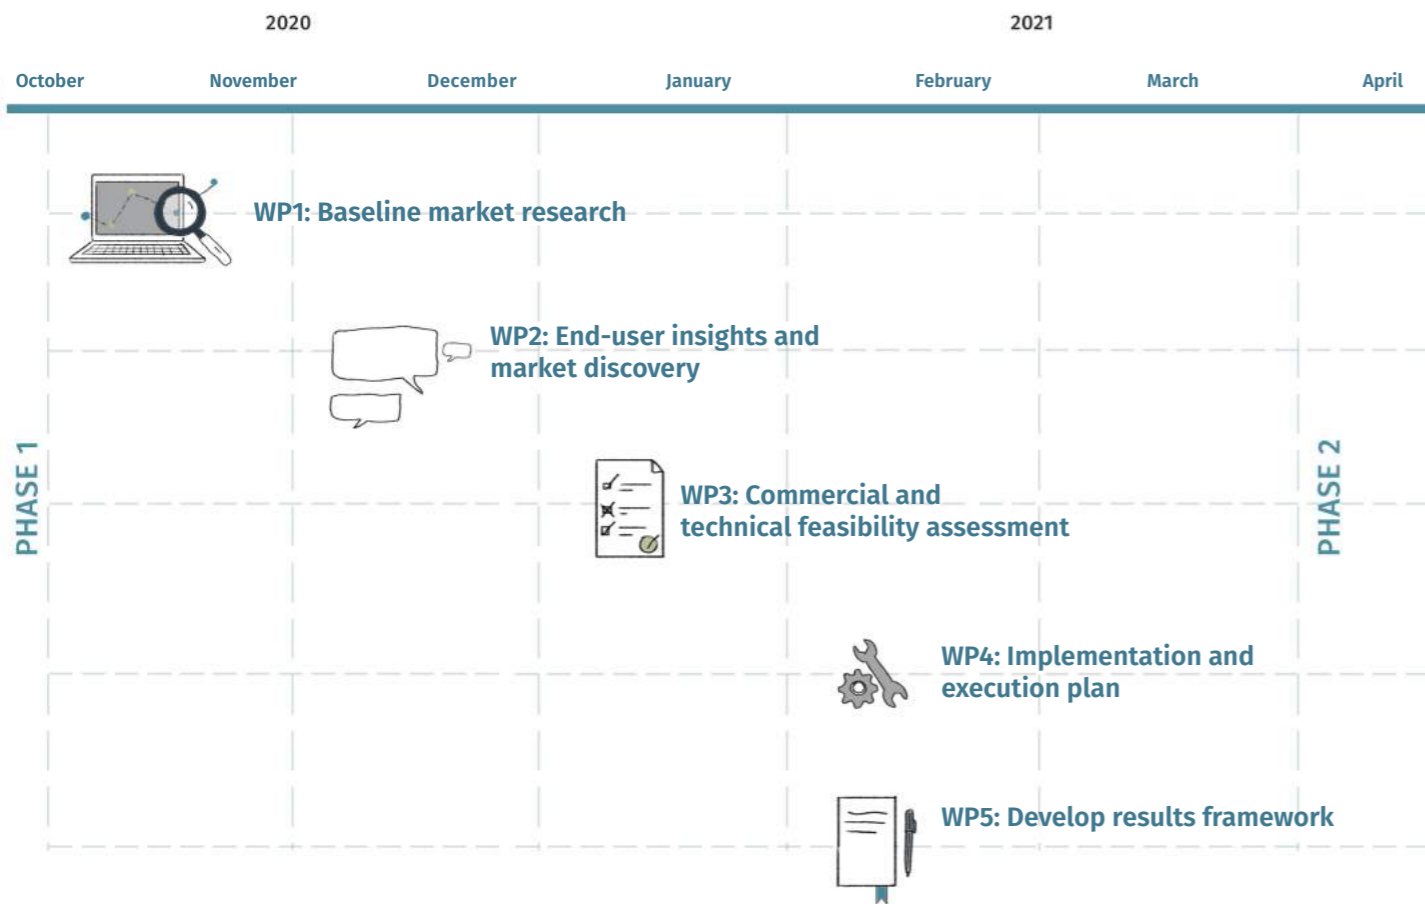 2020
2021
October
November
December
January
February
March
April
WP1: Baseline market research
WP2: End-user insights and
market discovery
PHASE 1
WP3: Commercial and
technical feasibility assessment
PHASE 2
WP4: Implementation and
execution plan
WP5: Develop results framework